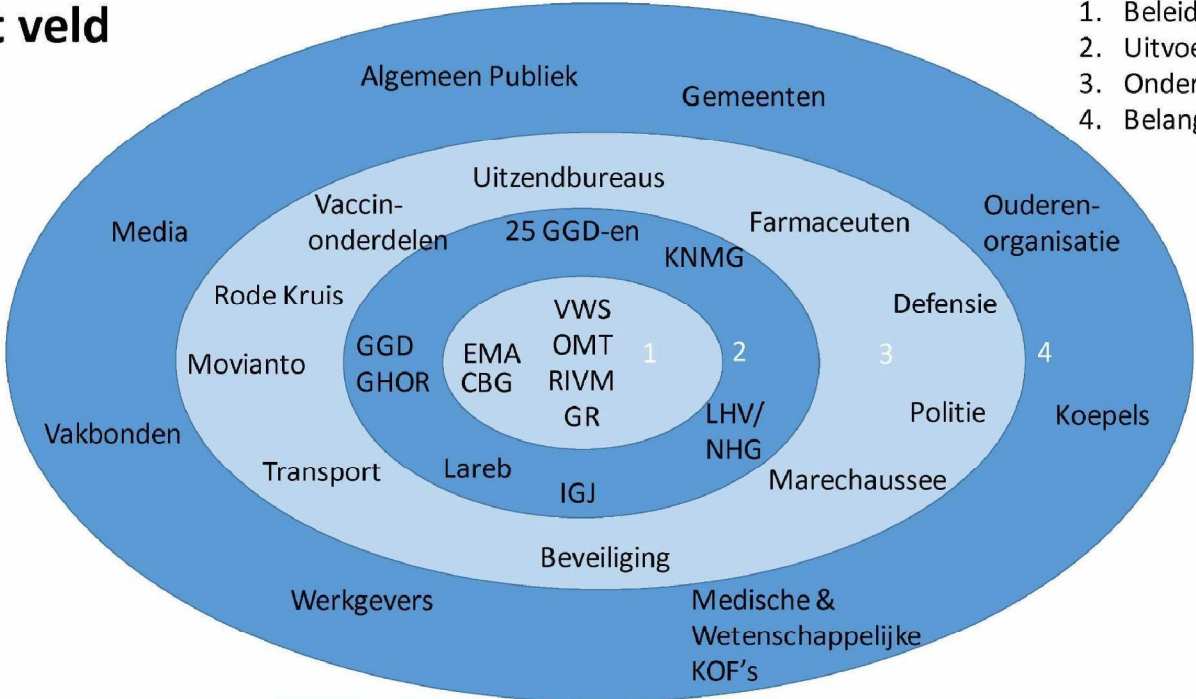 t veld
1. Beleid
2. Uitvoe
3. Onder
4. Belang
Algemeen Publiek
Gemeenten
Uitzendbureaus
Vaccin-
onderdelen
Farmaceuten
Ouderen-
organisatie
Media
25 GGD-en
KNMG
Rode Kruis
Defensie
VWS
OMT
RIVM
GR
EMA
CBG
1
2
3
4
GGD
GHOR
Movianto
LHV/
NHG
Politie
Koepels
Vakbonden
Transport
Lareb
IGJ
Marechaussee
Beveiliging
Werkgevers
Medische &
Wetenschappelijke
KOF's